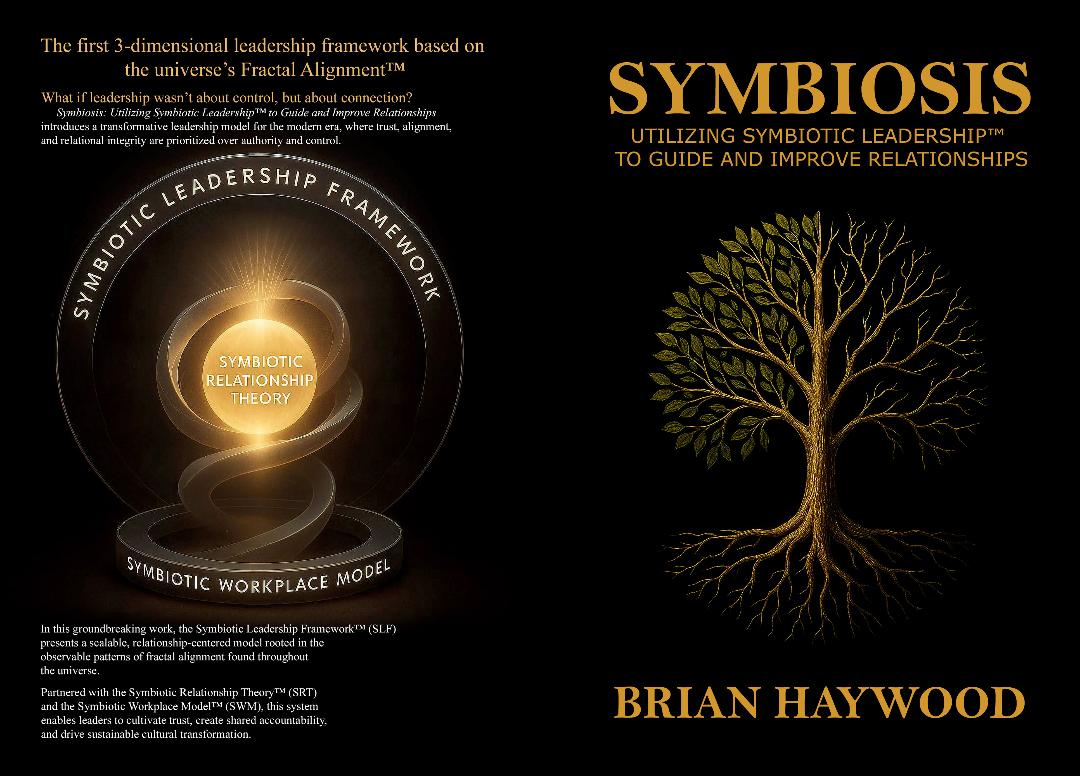 The first 3-dimensional leadership framework based on
the universe’s Fractal Alignment™
What if leadership wasn’t about control, but about connection?
Symbiosis: Utilizing Symbiotic Leadership™ to Guide and Improve Relationships
introduces a transformative leadership model for the modern era, where trust, alignment,
and relational integrity are prioritized over authority and control.
SYMBIOTIC LEADERSHIP FRAMEWORK
SYMBIOTIC
RELATIONSHIP
THEORY
SYMBIOTIC WORKPLACE MODEL
In this groundbreaking work, the Symbiotic Leadership Framework™ (SLF)
presents a scalable, relationship-centered model rooted in the
observable patterns of fractal alignment found throughout
the universe.
Partnered with the Symbiotic Relationship Theory™ (SRT)
and the Symbiotic Workplace Model™ (SWM), this system
enables leaders to cultivate trust, create shared accountability,
and drive sustainable cultural transformation.
SYMBIOSIS
UTILIZING SYMBIOTIC LEADERSHIP™
TO GUIDE AND IMPROVE RELATIONSHIPS
BRIAN HAYWOOD